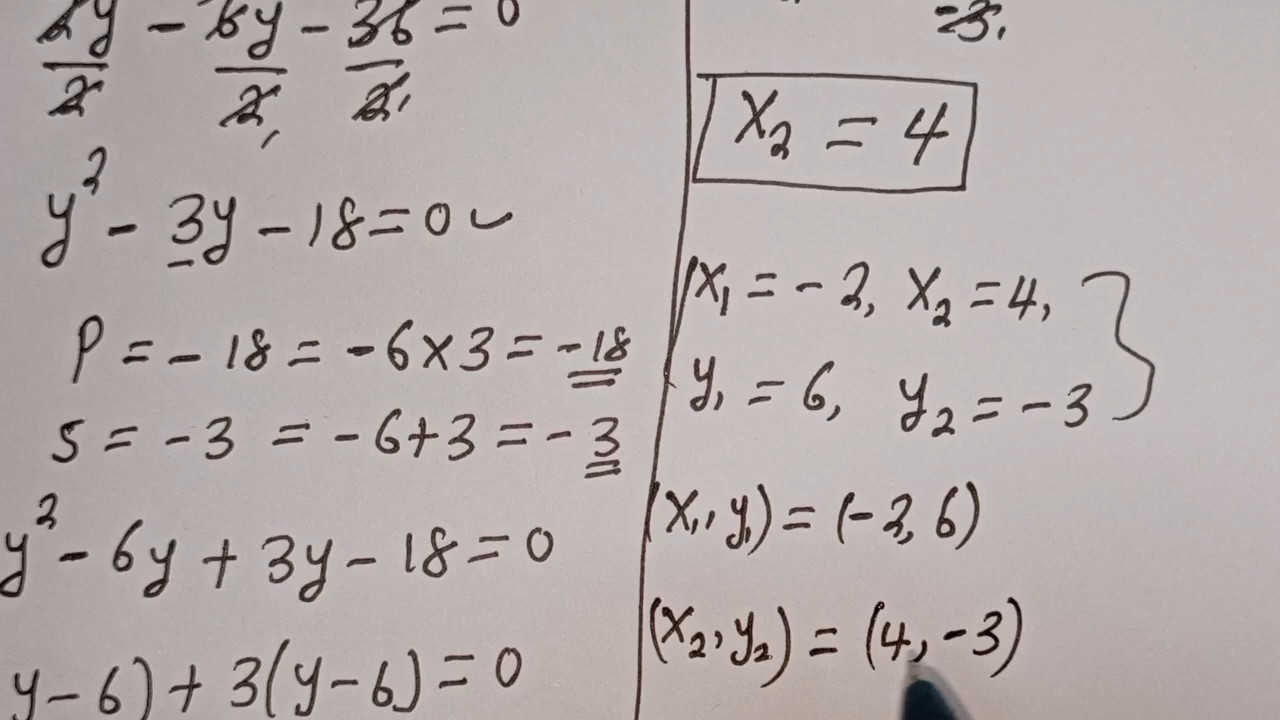 2y² - 6y - 36 = 0
2 2, 2,
y² - 3y - 18 = 0
P = - 18 = -6 x 3 = -18
S = -3 = -6+3 = -3
y² - 6y + 3y - 18 = 0
y - 6) + 3(y - 6) = 0
=3.
X₂ = 4
X₁ = - 2, X₂ = 4,
y₁ = 6, y₂ = - 3
(X₁, y₁) = (-2, 6)
(X₂, y₂) = (4, -3)